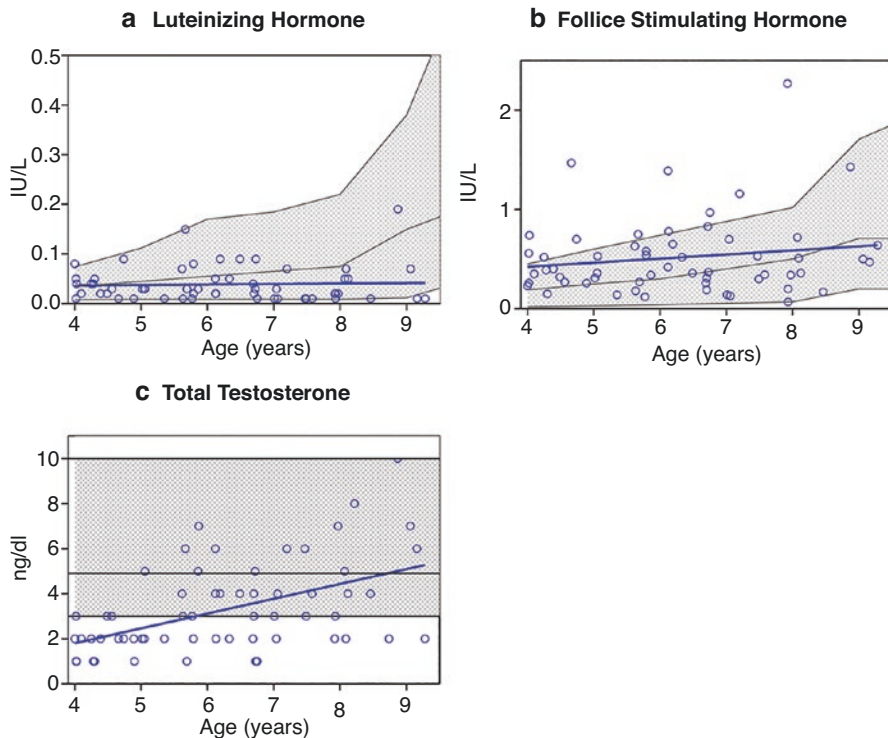 a Luteinizing Hormone
0.5
0.4
0.3
0.2
0.1
0.0
IU/L
4 5 6 7 8 9
Age (years)
b Follice Stimulating Hormone
2
1
0
IU/L
4 5 6 7 8 9
Age (years)
c Total Testosterone
10
8
6
4
2
0
ng/dl
4 5 6 7 8 9
Age (years)